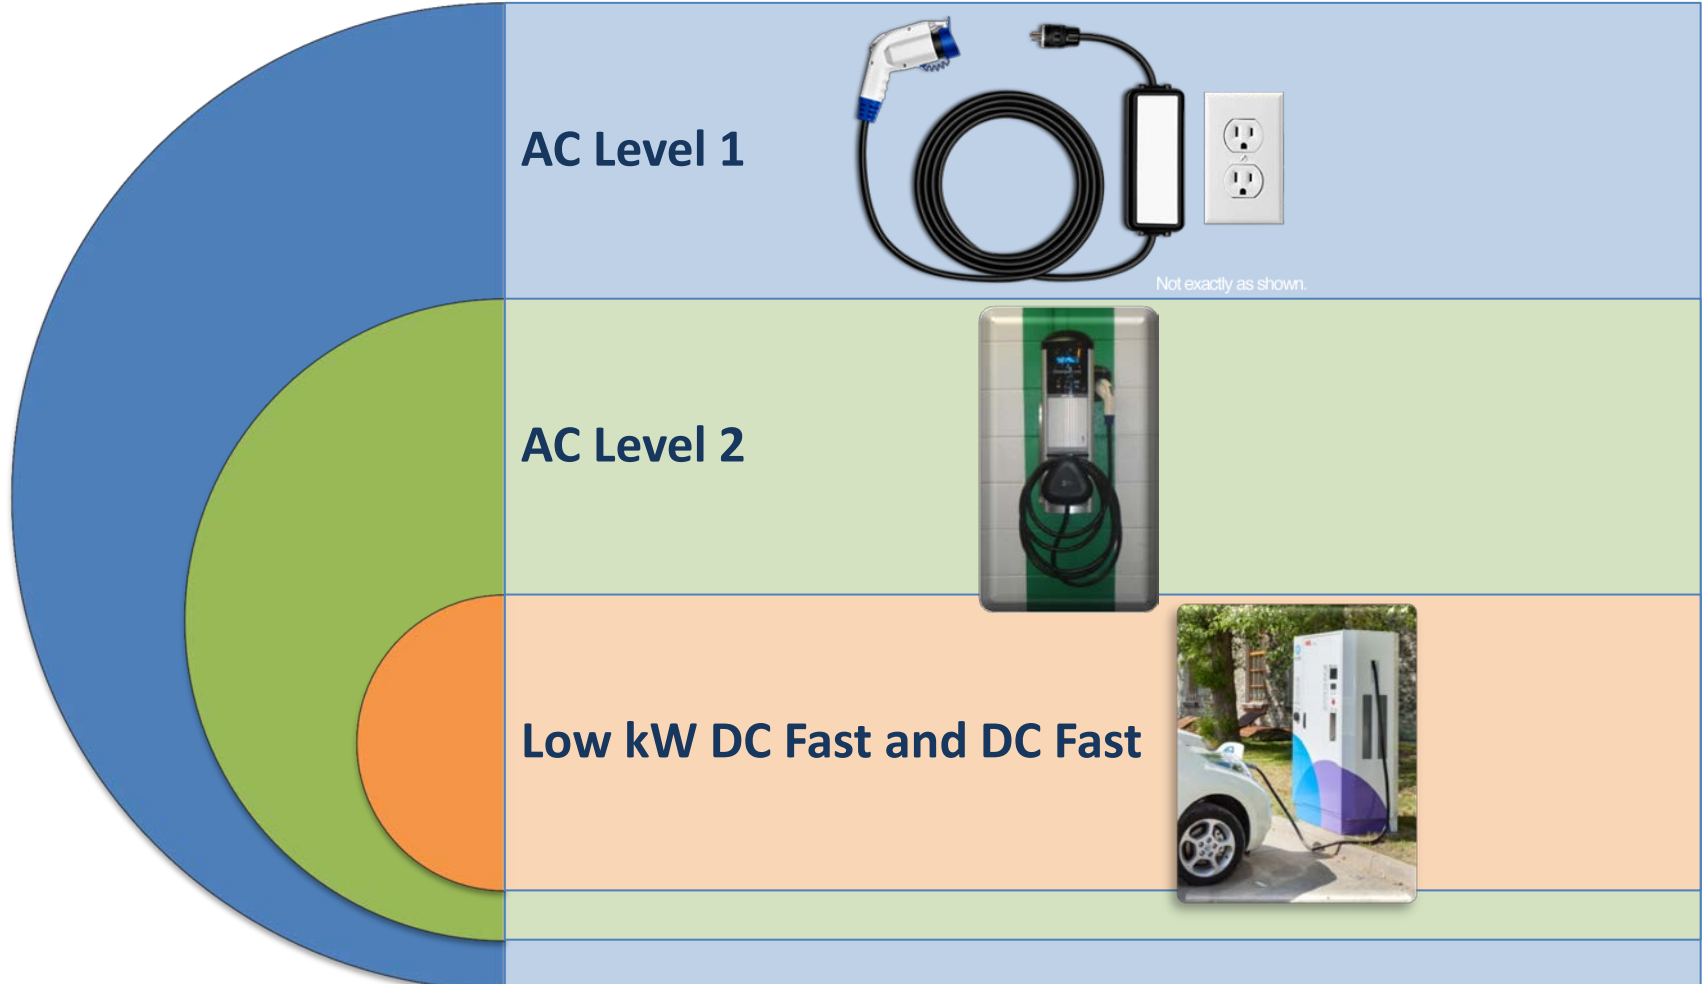 AC Level 1
Not exactly as shown.
AC Level 2
Low kW DC Fast and DC Fast